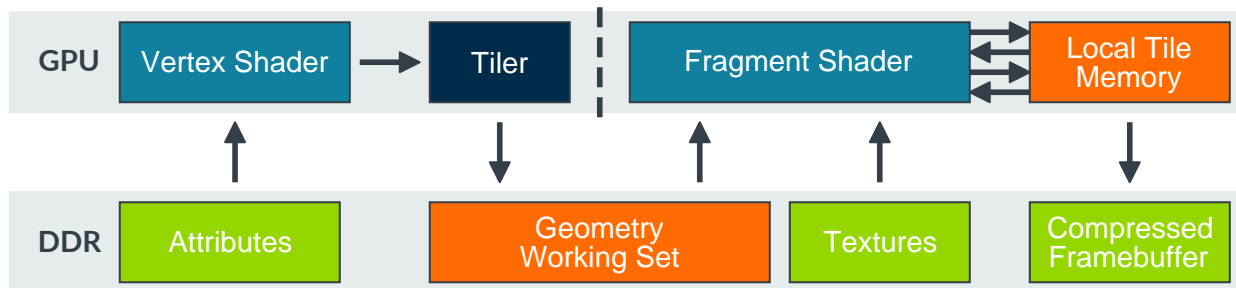 GPU
Vertex Shader
Tiler
Fragment Shader
Local Tile
Memory
DDR
Attributes
Geometry
Working Set
Textures
Compressed
Framebuffer